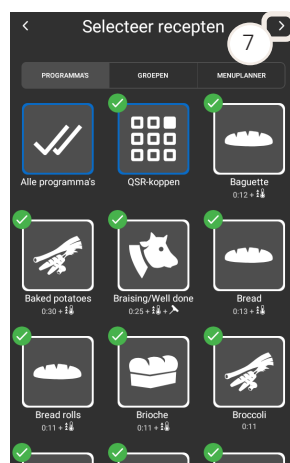 Selecteer recepten
7
PROGRAMMA'S GROEPEN MENUPLANNER
Alle programma's QSR-koppen Baguette
0:12 +
Baked potatoes Braising/Well done Bread
0:30 + 0:25 + + 0:13 +
Bread rolls Brioche Broccoli
0:11 + 0:11 + 0:11